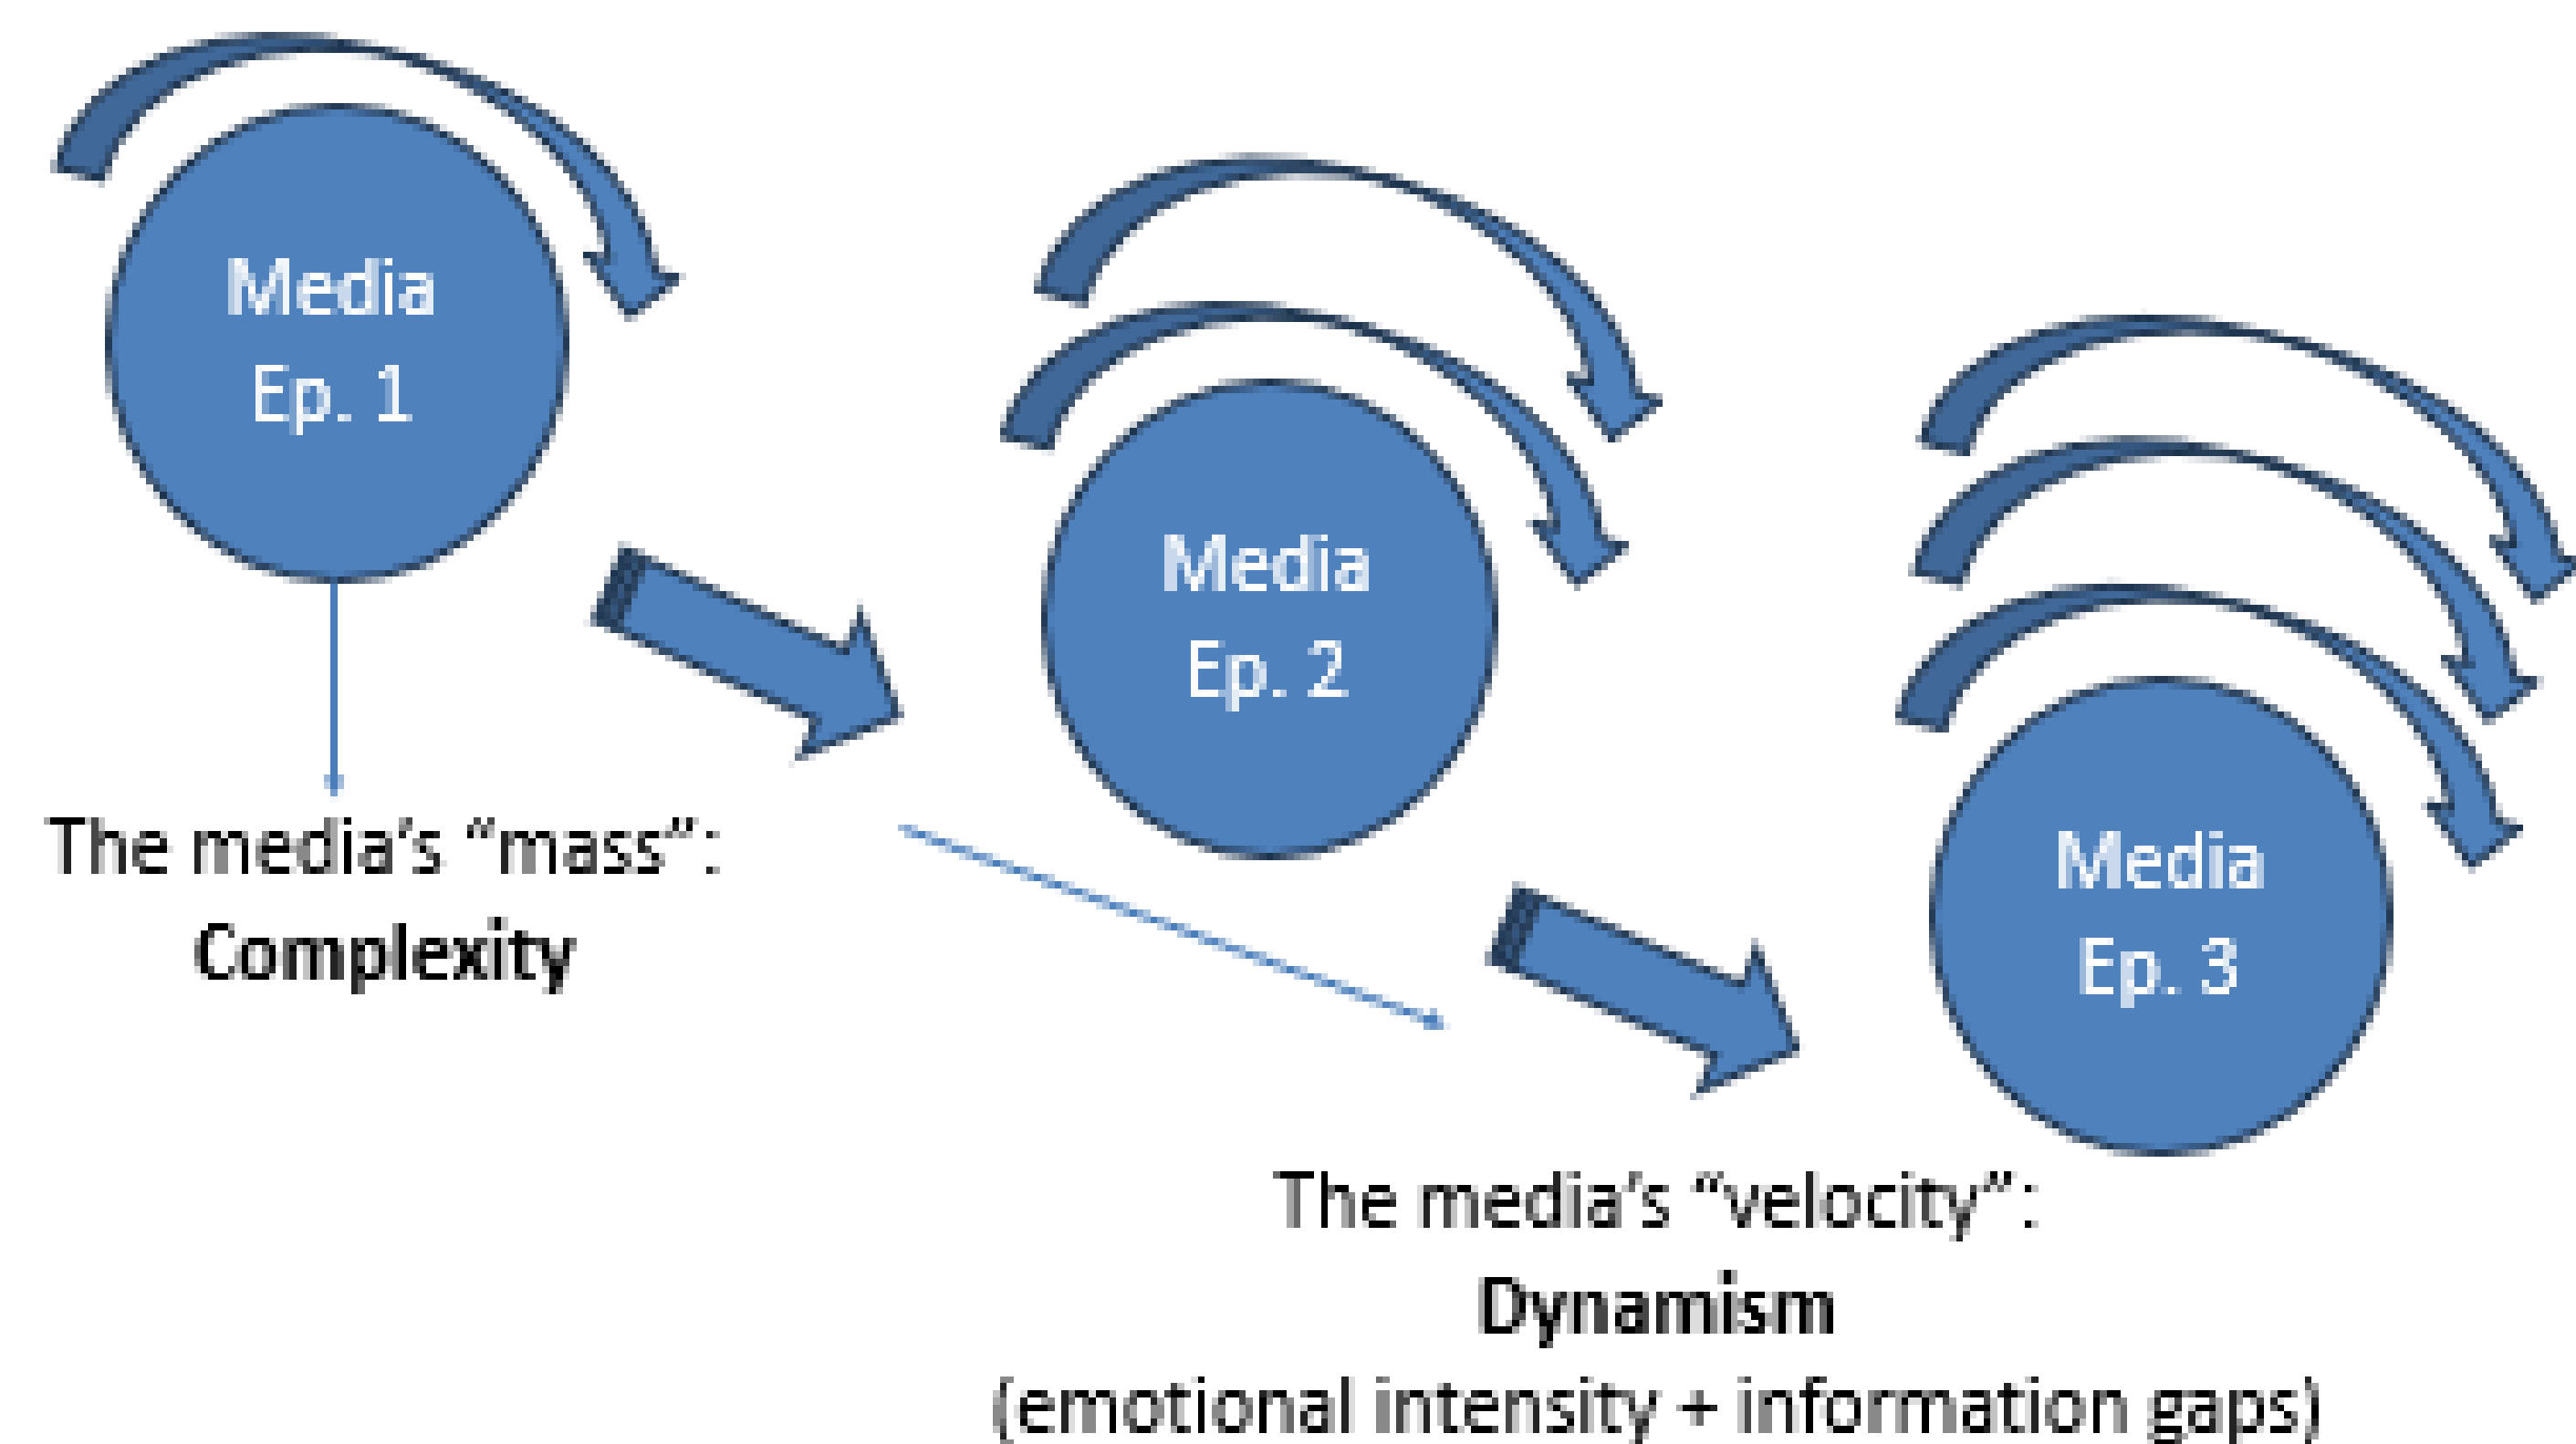 Media
Ep. 1
Media
Ep. 2
Media
Ep. 3
The media’s “mass”:
Complexity
The media’s “velocity”:
Dynamism
(emotional intensity + information gaps)